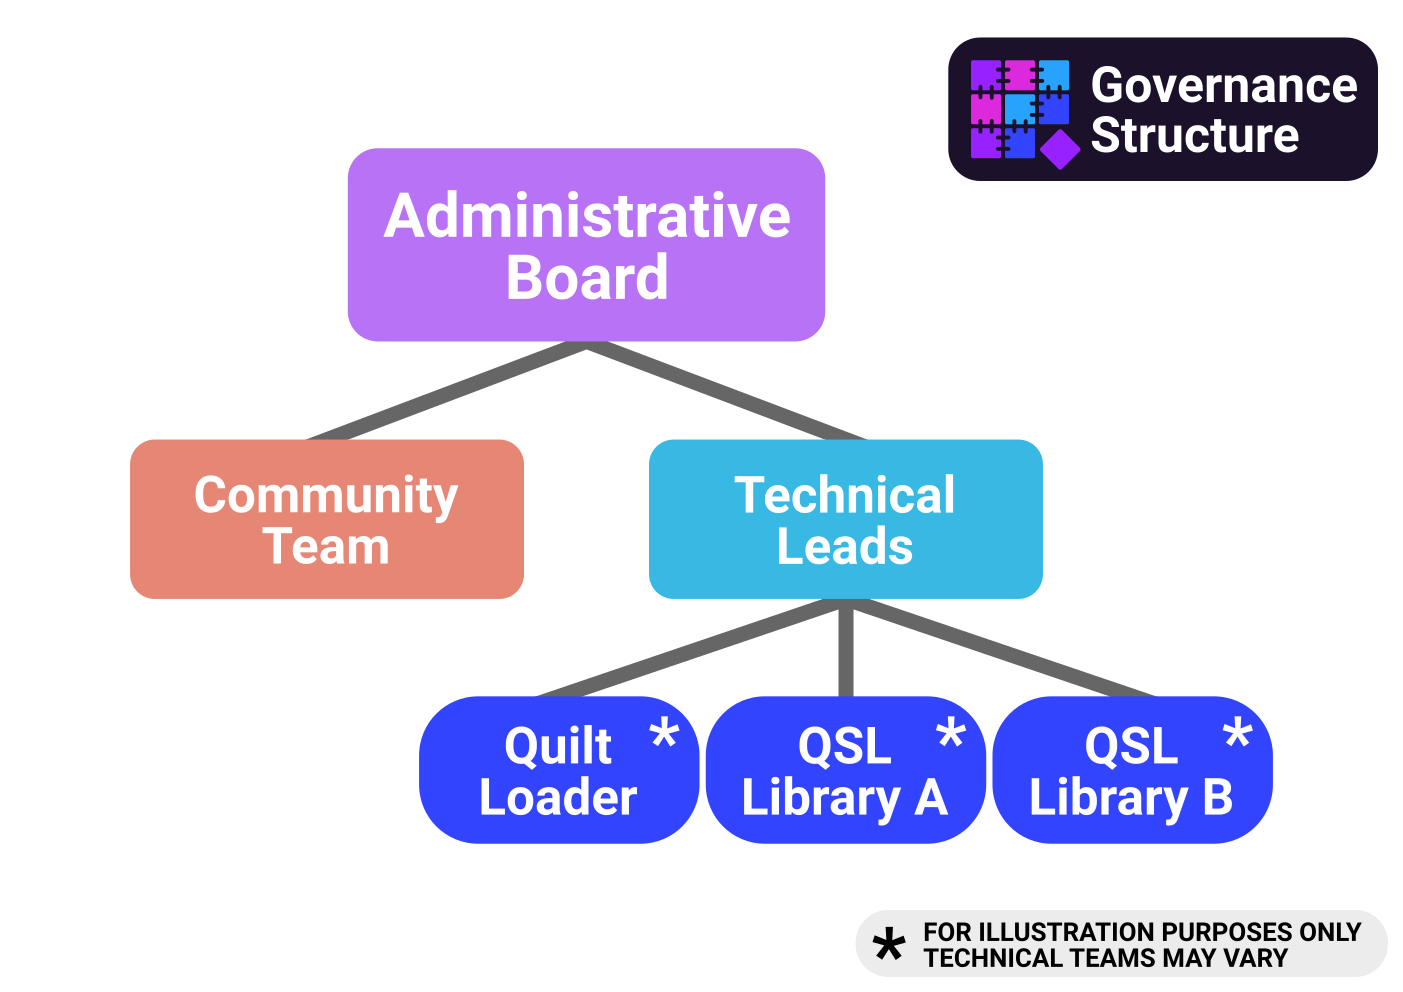 Governance
Structure
Administrative
Board
Community
Team
Technical
Leads
Quilt *
Loader
QSL *
Library A
QSL *
Library B
* FOR ILLUSTRATION PURPOSES ONLY
TECHNICAL TEAMS MAY VARY